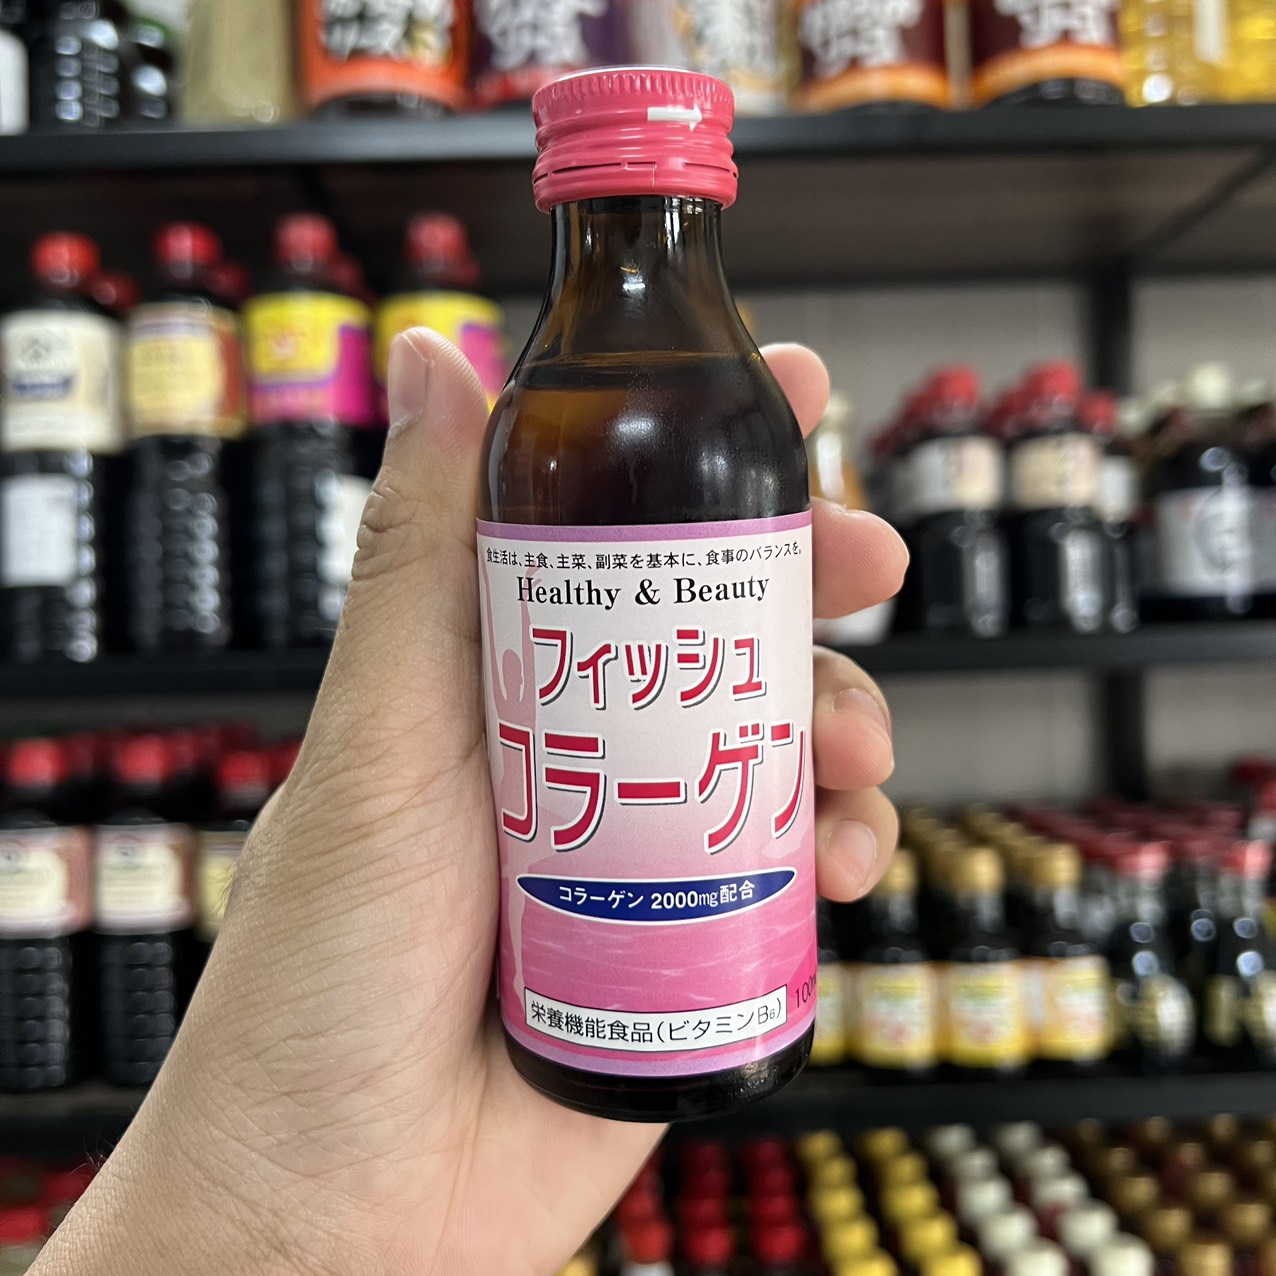 食生活は、主食、主菜、副菜を基本に、食事のバランスを。
Healthy & Beauty
フィッシュ
コラーゲン
コラーゲン 2000mg配合
栄養機能食品(ビタミンB6)